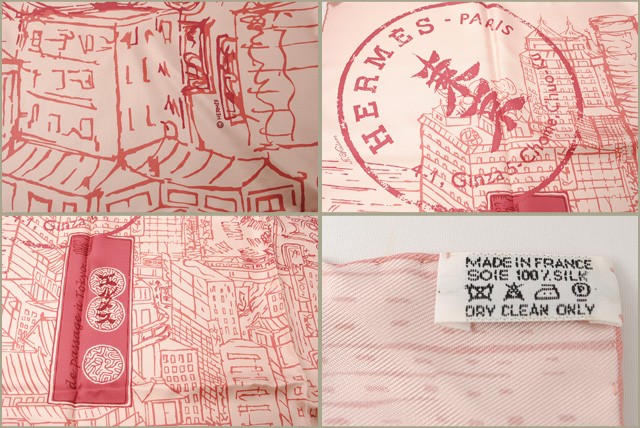 © HERMÈS
HERMES - PARIS
東京
4-1, Ginza 5-Chome, Chuo-ku
de passage à Tokyo
MADE IN FRANCE
SOIE 100% SILK
DRY CLEAN ONLY